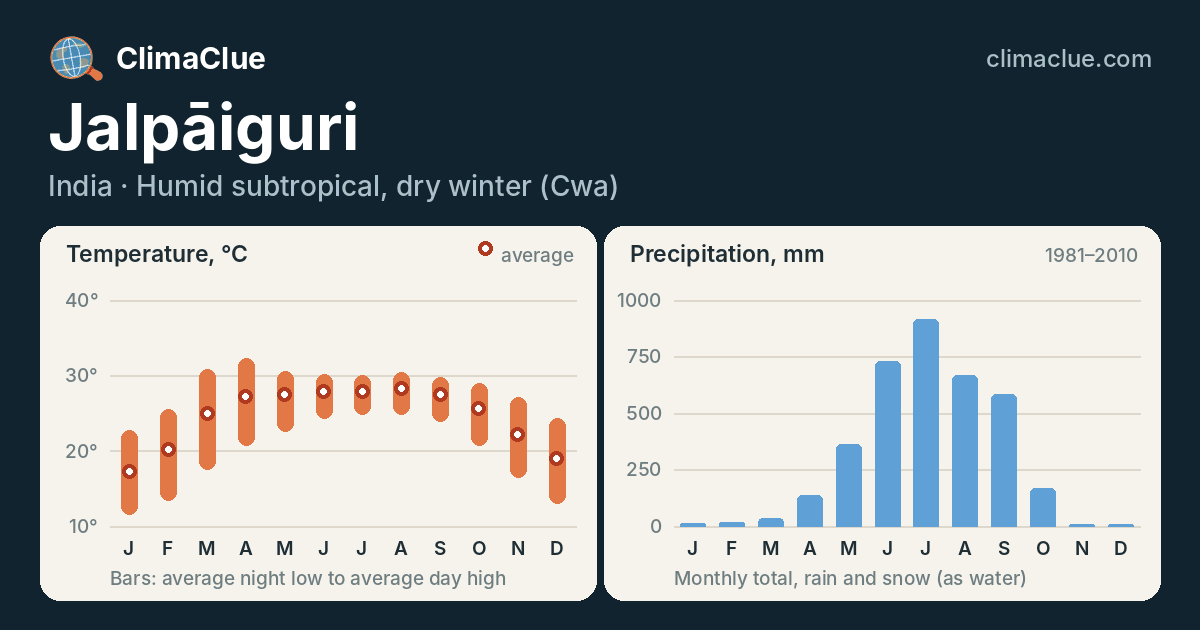 ClimaClue
climaclue.com
Jalpāiguri
India · Humid subtropical, dry winter (Cwa)
Temperature, °C
average
40°
30°
20°
10°
J F M A M J J A S O N D
Bars: average night low to average day high
Precipitation, mm
1981–2010
1000
750
500
250
0
J F M A M J J A S O N D
Monthly total, rain and snow (as water)